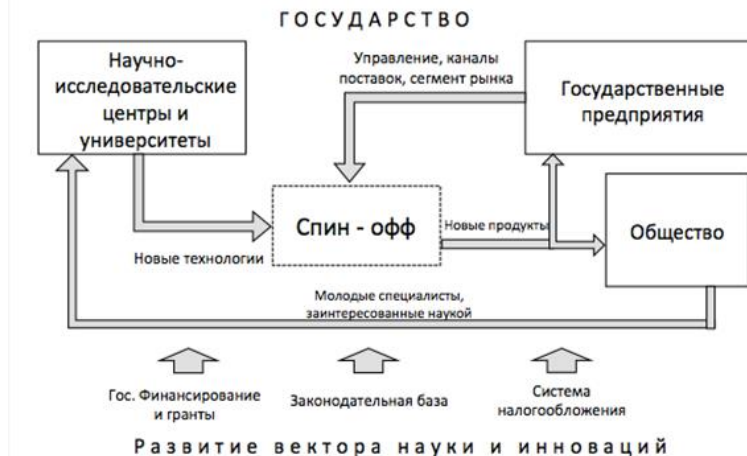 ГОСУДАРСТВО
Научно-
исследовательские
центры и
университеты
Управление, каналы
поставок, сегмент рынка
Государственные
предприятия
Спин - офф
Новые продукты
Общество
Новые технологии
Молодые специалисты,
заинтересованные наукой
Гос. Финансирование
и гранты
Законодательная база
Система
налогообложения
Развитие вектора науки и инноваций